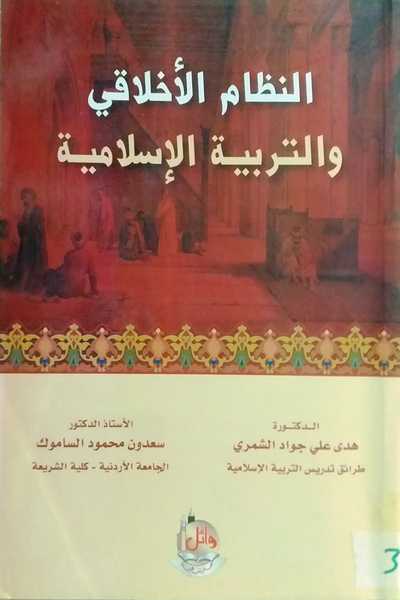 النظام الأخلاقي
والتربية الإسلامية
الدكتورة
هدى علي جواد الشمري
طرائق تدريس التربية الإسلامية
الأستاذ الدكتور
سعدون محمود الساموك
الجامعة الأردنية - كلية الشريعة
وائل
3